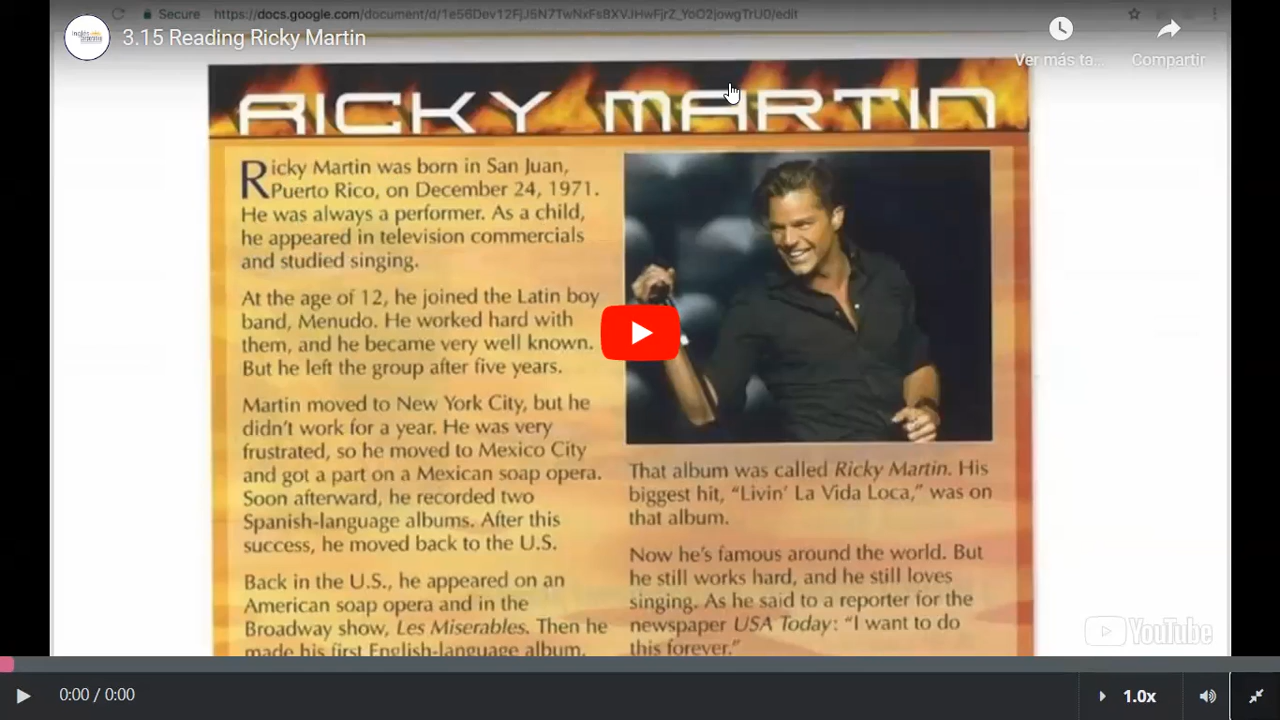 Secure https://docs.google.com/document/d/1e56Dev12FjJ5N7TwNxFsBXVJHwFjrZ_YoO2jowgTrU0/edit
3.15 Reading Ricky Martin
Ver más ta...
Compartir
RICKY MARTIN
Ricky Martin was born in San Juan,
Puerto Rico, on December 24, 1971.
He was always a performer. As a child,
he appeared in television commercials
and studied singing.
At the age of 12, he joined the Latin boy
band, Menudo. He worked hard with
them, and he became very well known.
But he left the group after five years.
Martin moved to New York City, but he
didn't work for a year. He was very
frustrated, so he moved to Mexico City
and got a part on a Mexican soap opera.
Soon afterward, he recorded two
Spanish-language albums. After this
success, he moved back to the U.S.
Back in the U.S., he appeared on an
American soap opera and in the
Broadway show, Les Miserables. Then he
made his first English-language album.
That album was called Ricky Martin. His
biggest hit, “Livin’ La Vida Loca,” was on
that album.
Now he's famous around the world. But
he still works hard, and he still loves
singing. As he said to a reporter for the
newspaper USA Today: “I want to do
this forever.”
YouTube
0:00 / 0:00
1.0x